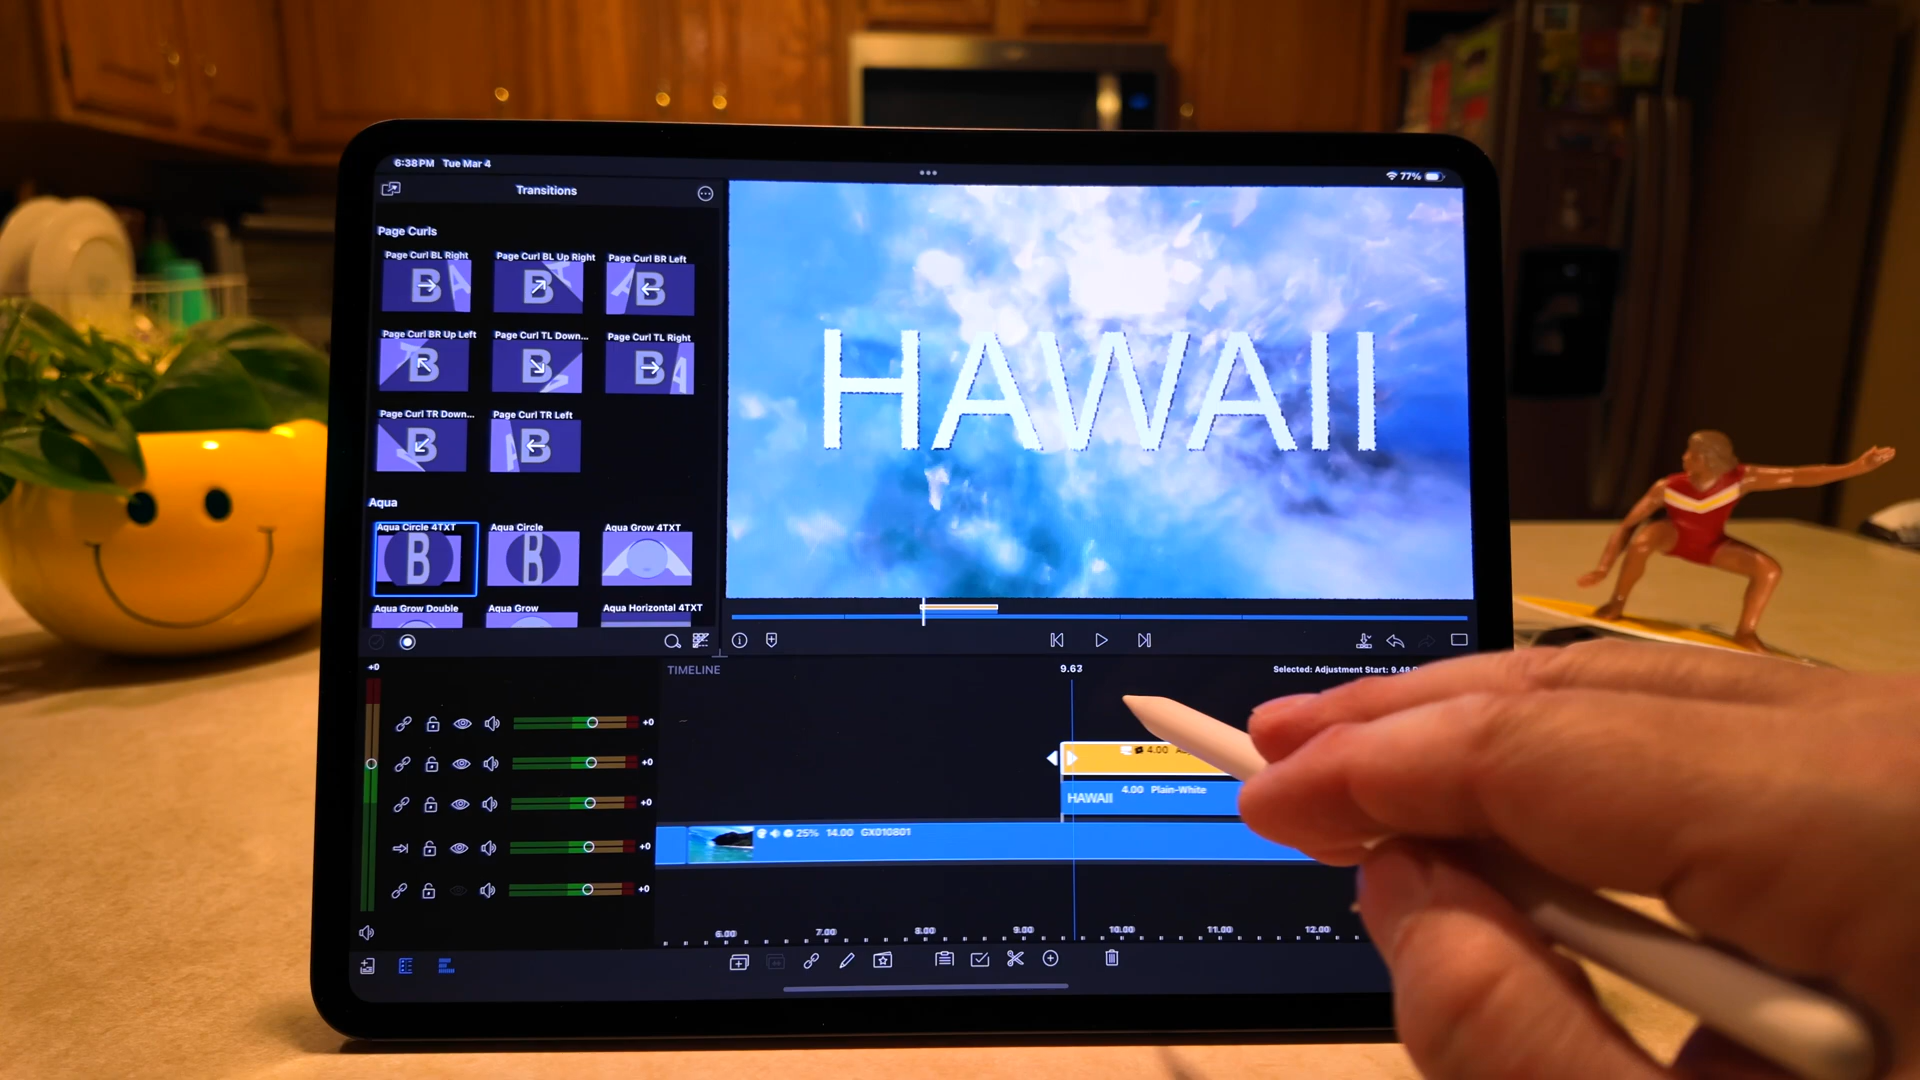 6:38 PM Tue Mar 4
77%
Transitions
Page Curls
Page Curl BL Right
Page Curl BL Up Right
Page Curl BR Left
B A
B A
A B
Page Curl BR Up Left
Page Curl TL Down...
Page Curl TL Right
B
B
B A
Page Curl TR Down...
Page Curl TR Left
B
A B
Aqua
Aqua Circle 4TXT
Aqua Circle
Aqua Grow 4TXT
B
B
Aqua Grow Double
Aqua Grow
Aqua Horizontal 4TXT
HAWAII
+0
TIMELINE
9.63
Selected: Adjustment Start: 9.48
+0
+0
4.00
+0
HAWAII
4.00 Plain-White
+0
25% 14.00 GX010801
+0
6.00 7.00 8.00 9.00 10.00 11.00 12.00